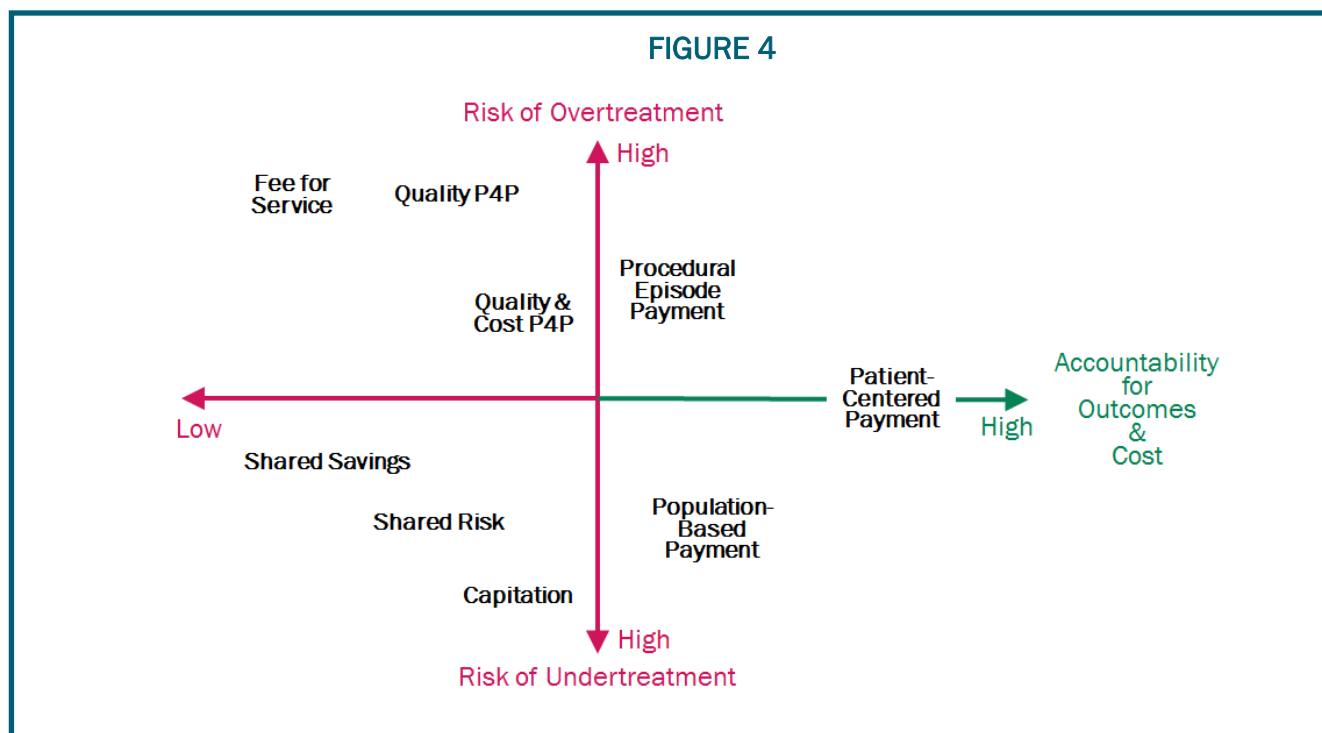 FIGURE 4
Risk of Overtreatment
High
Fee for
Service
Quality P4P
Procedural
Episode
Payment
Quality &
Cost P4P
Patient-
Centered
Payment
Accountability
for
Outcomes
&
Cost
Low
High
Shared Savings
Shared Risk
Population-
Based
Payment
Capitation
High
Risk of Undertreatment